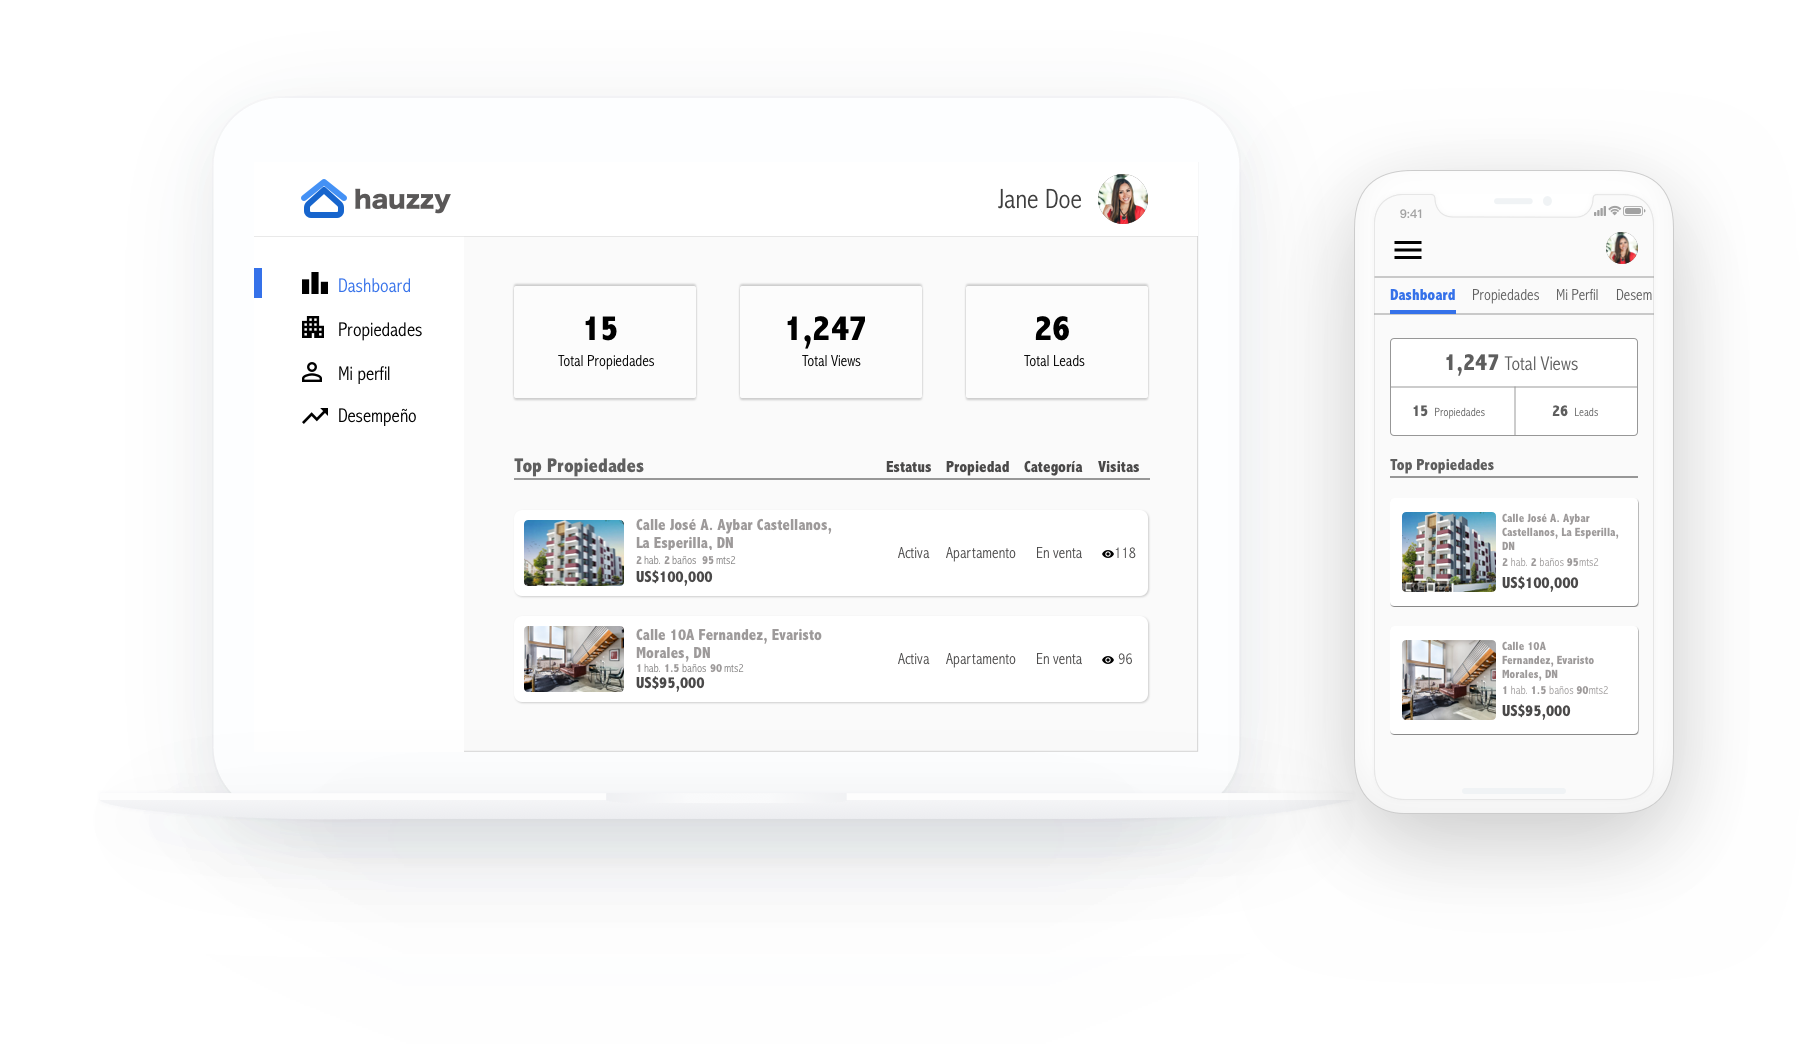 hauzzy
Jane Doe
Dashboard
Propiedades
Mi perfil
Desempeño
15
Total Propiedades
1,247
Total Views
26
Total Leads
Top Propiedades Estatus Propiedad Categoría Visitas
Calle José A. Aybar Castellanos,
La Esperilla, DN
2 hab. 2 baños 95 mts2
US$100,000
Activa Apartamento En venta 118
Calle 10A Fernandez, Evaristo
Morales, DN
1 hab. 1.5 baños 90 mts2
US$95,000
Activa Apartamento En venta 96
9:41
Dashboard Propiedades Mi Perfil Desem
1,247 Total Views
15 Propiedades 26 Leads
Top Propiedades
Calle José A. Aybar
Castellanos, La Esperilla,
DN
2 hab. 2 baños 95mts2
US$100,000
Calle 10A
Fernandez, Evaristo
Morales, DN
1 hab. 1.5 baños 90mts2
US$95,000